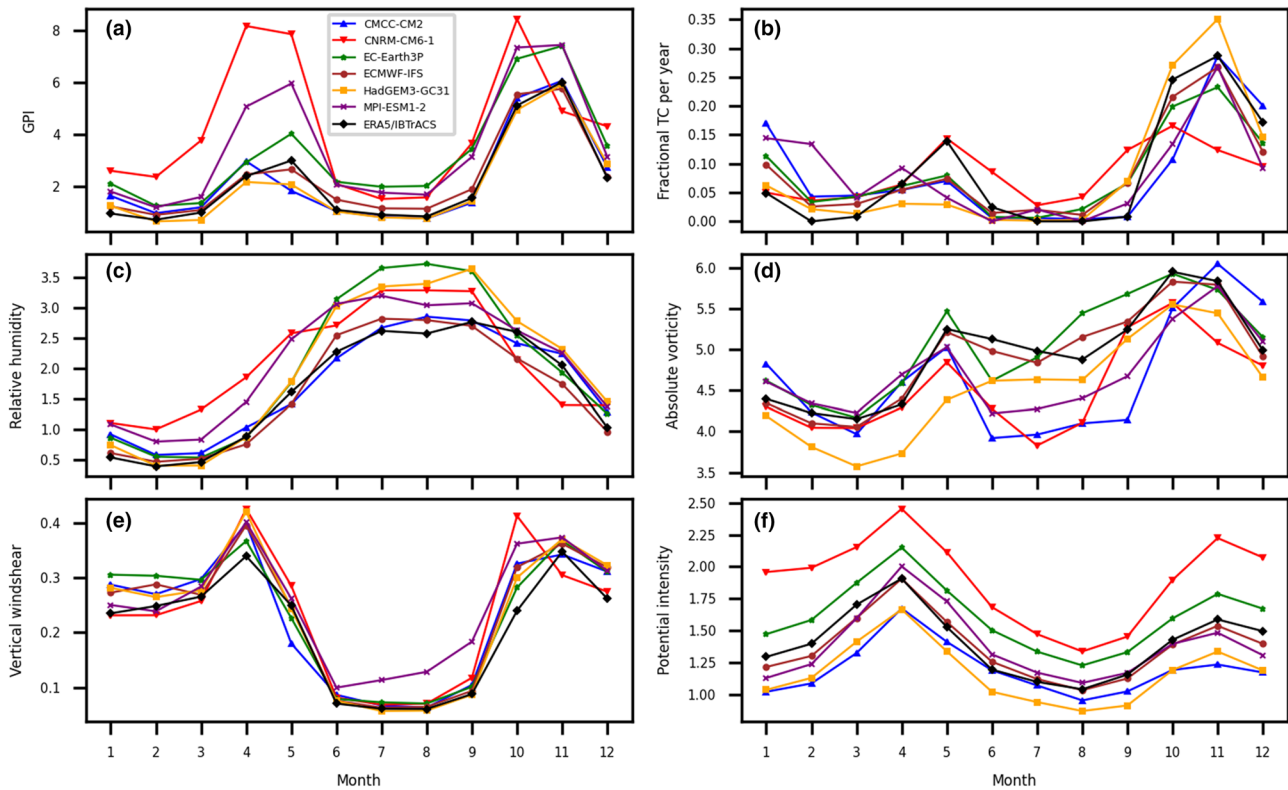 (a)
GPI
8
6
4
2
CMCC-CM2
CNRM-CM6-1
EC-Earth3P
ECMWF-IFS
HadGEM3-GC31
MPI-ESM1-2
ERA5/IBTrACS
(b)
Fractional TC per year
0.35
0.30
0.25
0.20
0.15
0.10
0.05
0.00
(c)
Relative humidity
3.5
3.0
2.5
2.0
1.5
1.0
0.5
(d)
Absolute vorticity
6.0
5.5
5.0
4.5
4.0
3.5
(e)
Vertical windshear
0.4
0.3
0.2
0.1
1 2 3 4 5 6 7 8 9 10 11 12
Month
(f)
Potential intensity
2.50
2.25
2.00
1.75
1.50
1.25
1.00
1 2 3 4 5 6 7 8 9 10 11 12
Month